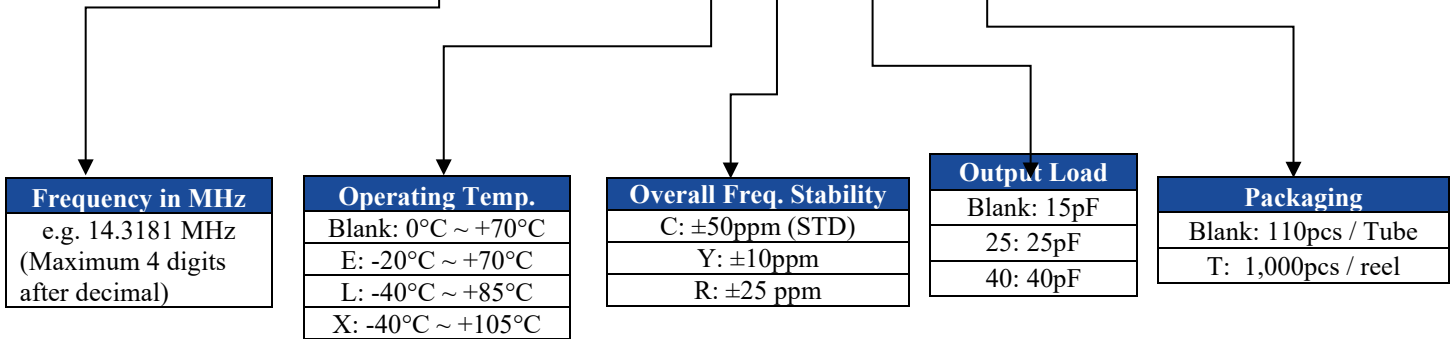 Frequency in MHz
e.g. 14.3181 MHz
(Maximum 4 digits
after decimal)
Operating Temp.
Blank: 0°C ~ +70°C
E: -20°C ~ +70°C
L: -40°C ~ +85°C
X: -40°C ~ +105°C
Overall Freq. Stability
C: ±50ppm (STD)
Y: ±10ppm
R: ±25 ppm
Output Load
Blank: 15pF
25: 25pF
40: 40pF
Packaging
Blank: 110pcs / Tube
T: 1,000pcs / reel